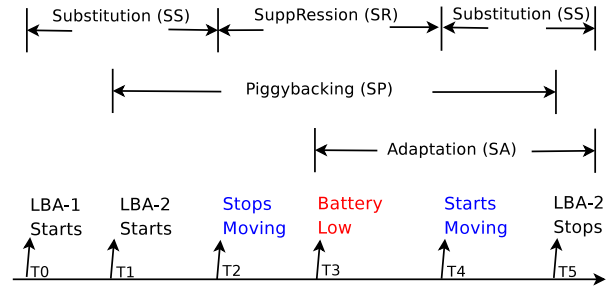 Substitution (SS) SuppRession (SR) Substitution (SS)
Piggybacking (SP)
Adaptation (SA)
LBA-1 LBA-2 Stops Battery Starts LBA-2
Starts Starts Moving Low Moving Stops
T0 T1 T2 T3 T4 T5